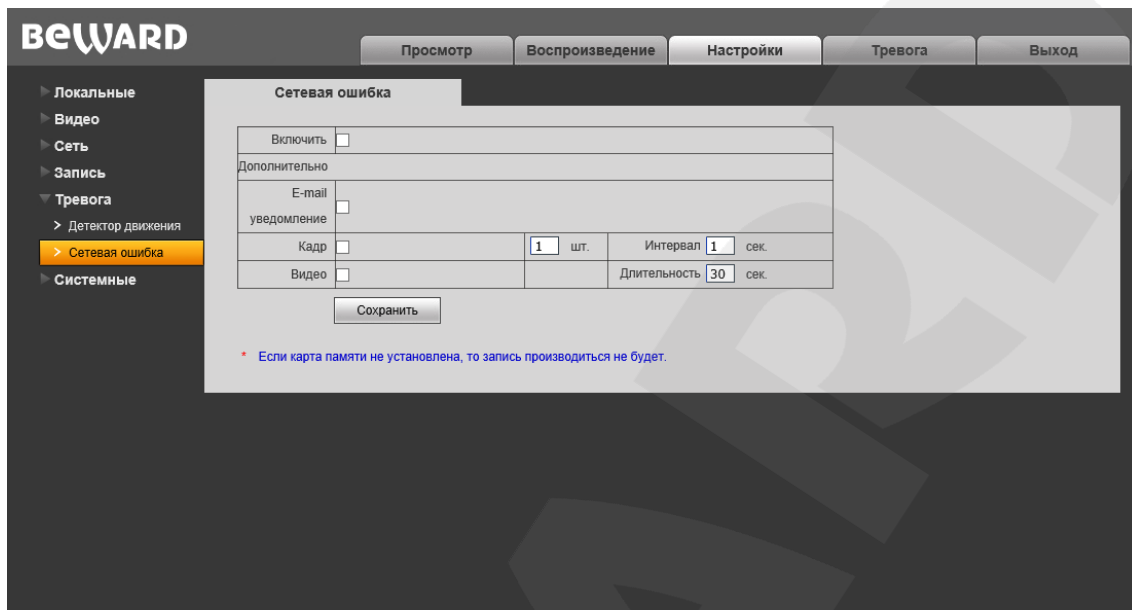 BEWARD
Просмотр
Воспроизведение
Настройки
Тревога
Выход
Локальные
Видео
Сеть
Запись
Тревога
> Детектор движения
> Сетевая ошибка
Системные
Сетевая ошибка
Включить
Дополнительно
E-mail
уведомление
Кадр 1 шт. Интервал 1 сек.
Видео Длительность 30 сек.
Сохранить
* Если карта памяти не установлена, то запись производиться не будет.